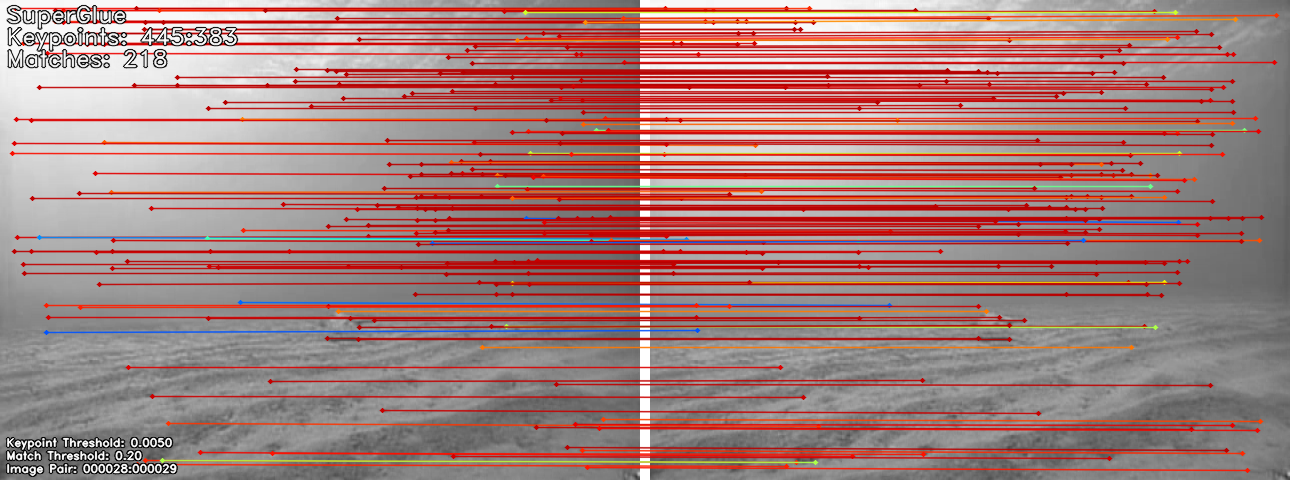 SuperGlue
Keypoints: 445:383
Matches: 218
Keypoint Threshold: 0.0050
Match Threshold: 0.20
Image Pair: 000028:000029